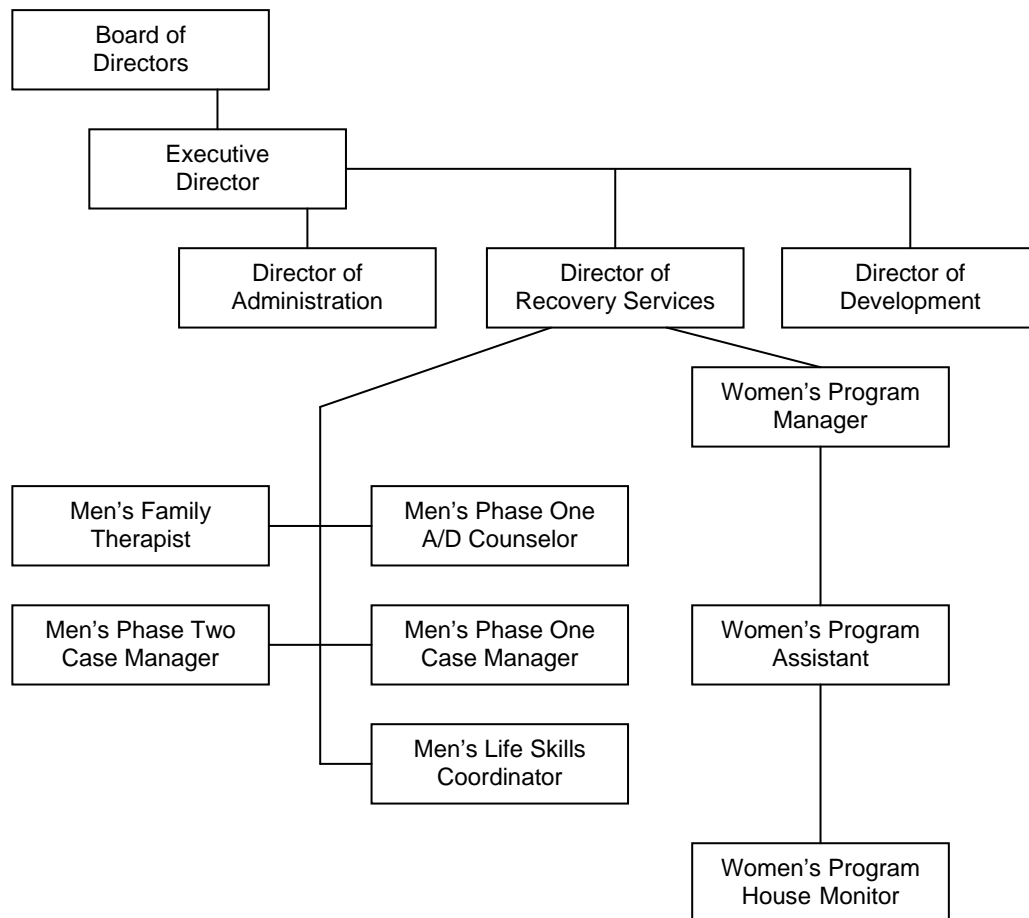 Board of
Directors
Executive
Director
Director of
Administration
Director of
Recovery Services
Director of
Development
Women’s Program
Manager
Men’s Family
Therapist
Men’s Phase One
A/D Counselor
Men’s Phase Two
Case Manager
Men’s Phase One
Case Manager
Women’s Program
Assistant
Men’s Life Skills
Coordinator
Women’s Program
House Monitor